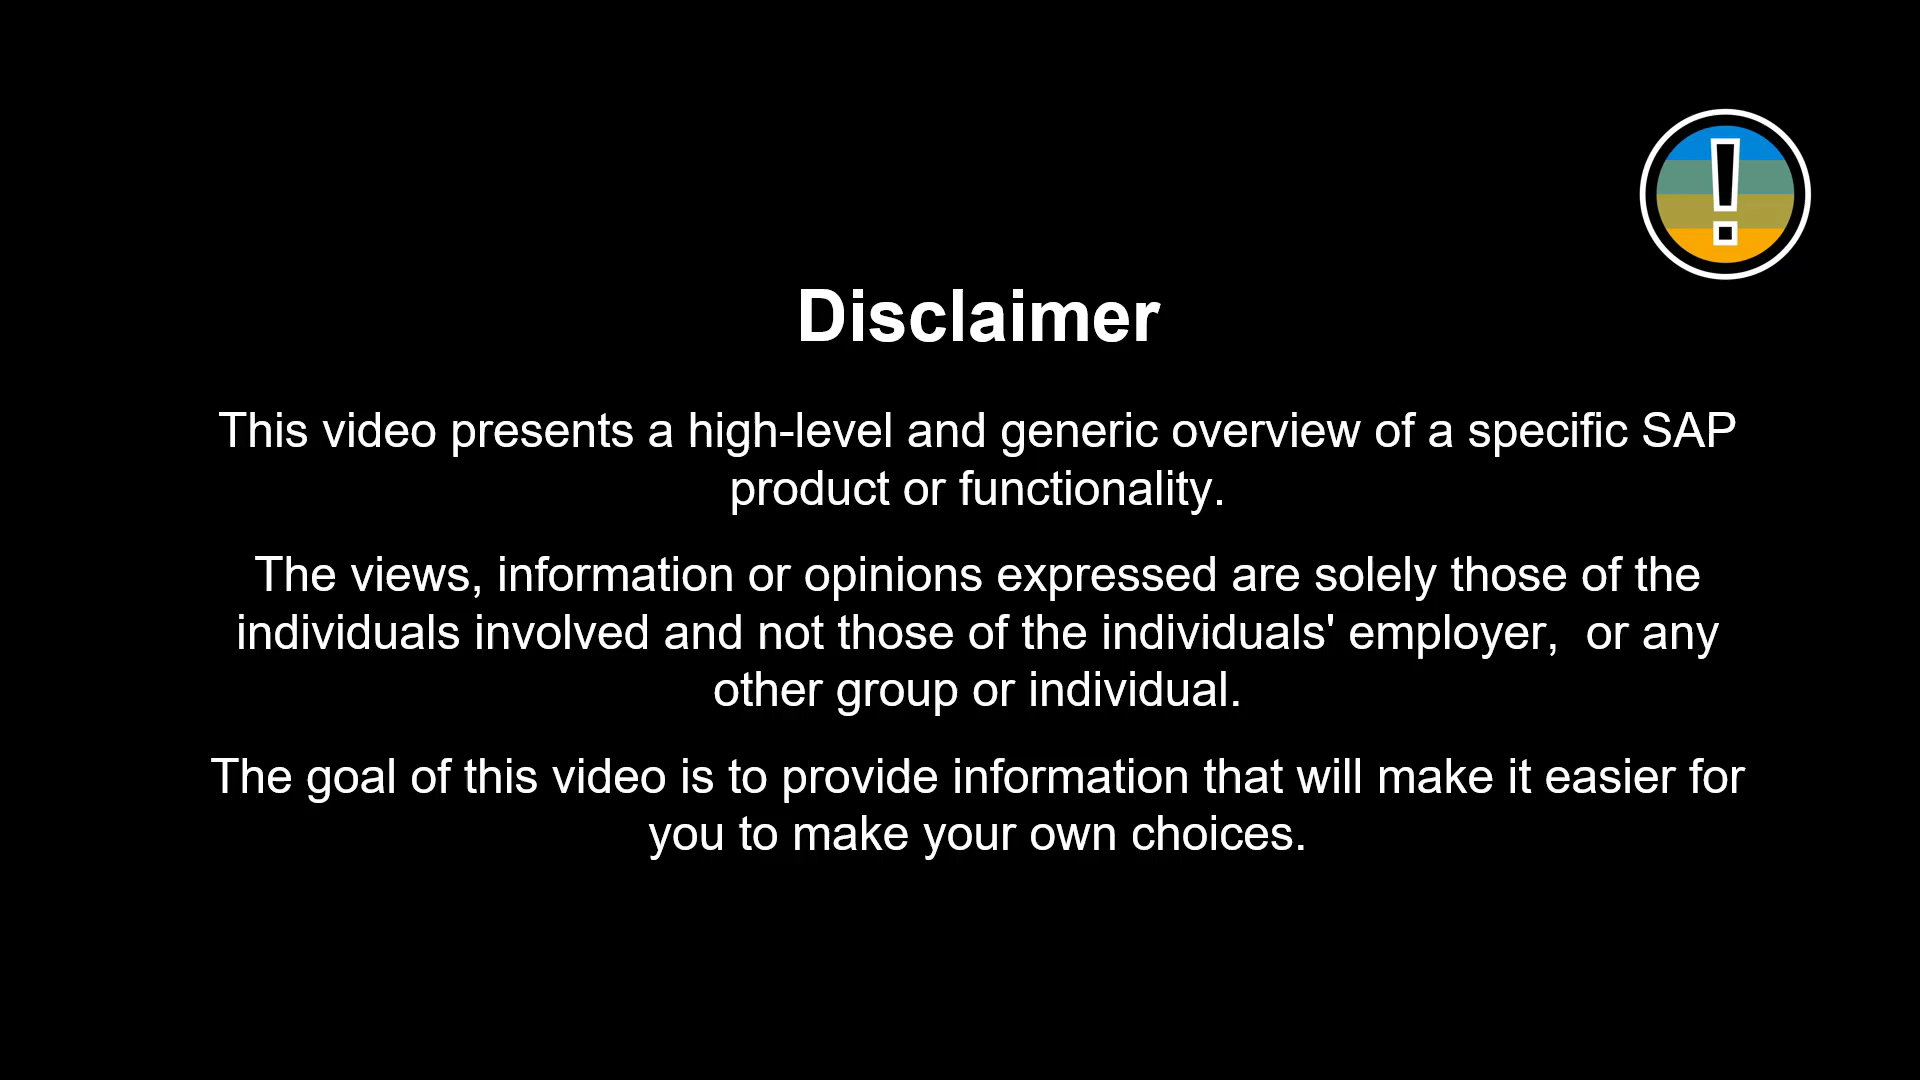 Disclaimer
This video presents a high-level and generic overview of a specific SAP
product or functionality.
The views, information or opinions expressed are solely those of the
individuals involved and not those of the individuals' employer,  or any
other group or individual.
The goal of this video is to provide information that will make it easier for
you to make your own choices.